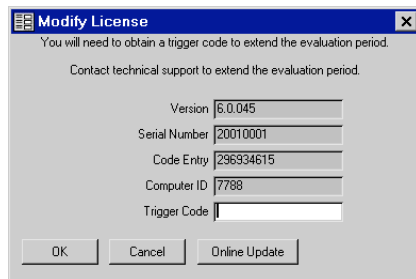 Modify License
You will need to obtain a trigger code to extend the evaluation period.
Contact technical support to extend the evaluation period.
Version 6.0.045
Serial Number 20010001
Code Entry 296934615
Computer ID 7788
Trigger Code
OK Cancel Online Update